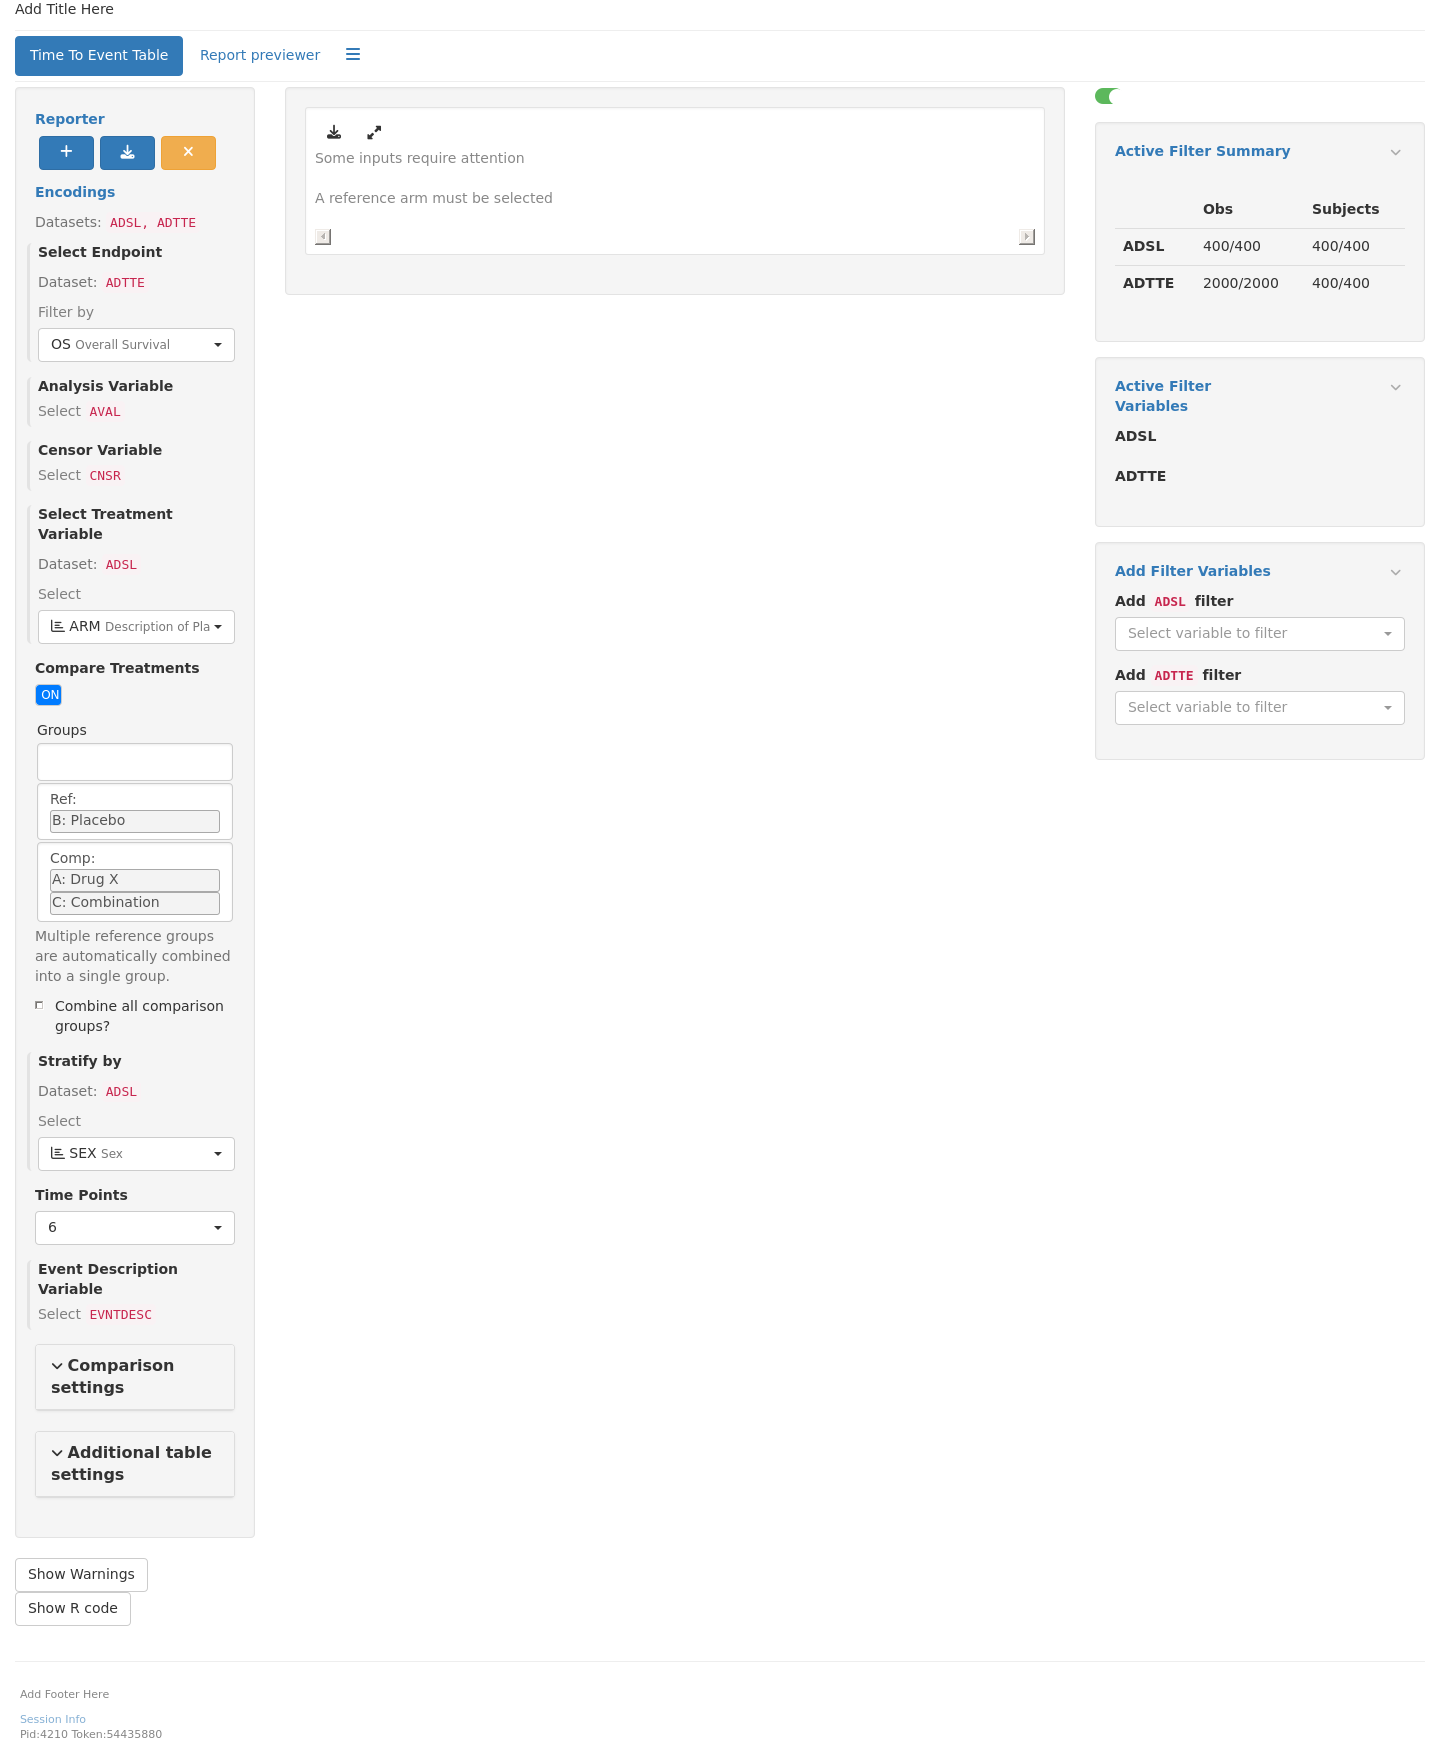 Add Title Here
Time To Event Table
Report previewer
Reporter
Encodings
Datasets: ADSL, ADTTE
Select Endpoint
Dataset: ADTTE
Filter by
OS Overall Survival
Analysis Variable
Select AVAL
Censor Variable
Select CNSR
Select Treatment
Variable
Dataset: ADSL
Select
ARM Description of Pla
Compare Treatments
ON
Groups
Ref:
B: Placebo
Comp:
A: Drug X
C: Combination
Multiple reference groups
are automatically combined
into a single group.
Combine all comparison
groups?
Stratify by
Dataset: ADSL
Select
SEX Sex
Time Points
6
Event Description
Variable
Select EVNTDESC
Comparison
settings
Additional table
settings
Show Warnings
Show R code
Some inputs require attention
A reference arm must be selected
Active Filter Summary
Obs Subjects
ADSL 400/400 400/400
ADTTE 2000/2000 400/400
Active Filter
Variables
ADSL
ADTTE
Add Filter Variables
Add ADSL filter
Select variable to filter
Add ADTTE filter
Select variable to filter
Add Footer Here
Session Info
Pid:4210 Token:54435880